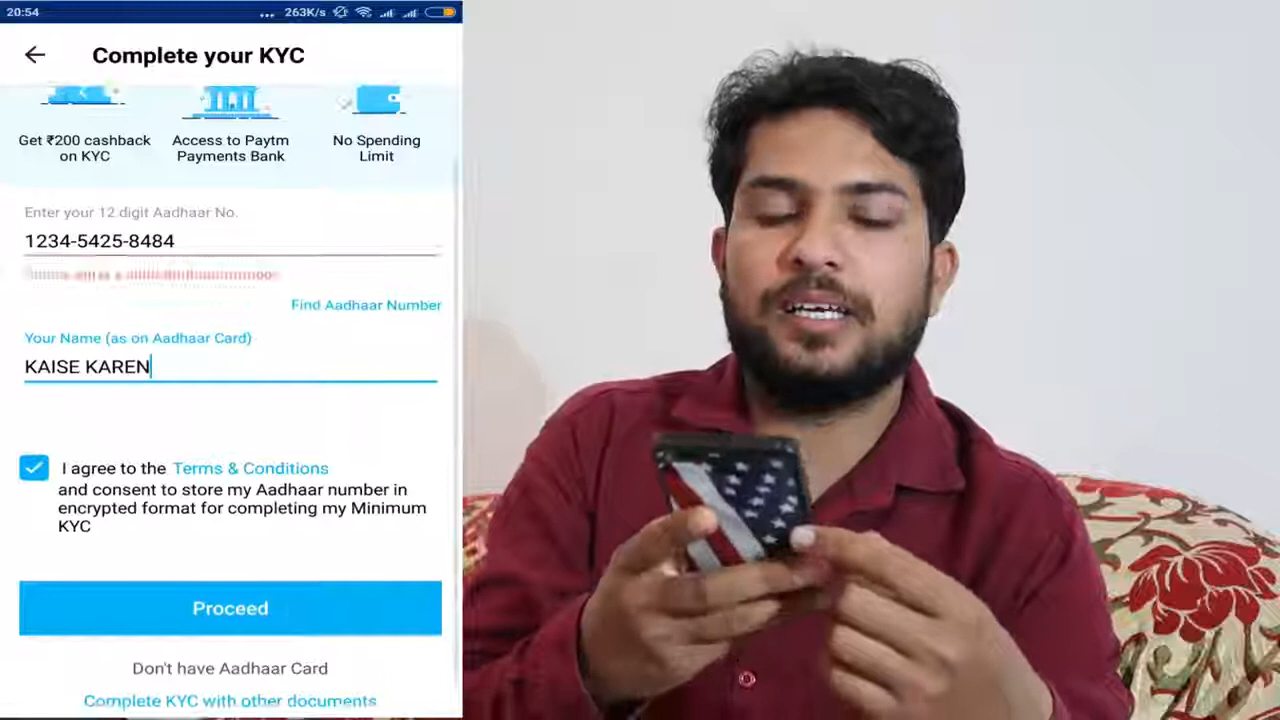 20:54
... 263K/s
Complete your KYC
Get ₹200 cashback
on KYC
Access to Paytm
Payments Bank
No Spending
Limit
Enter your 12 digit Aadhaar No.
1234-5425-8484
Find Aadhaar Number
Your Name (as on Aadhaar Card)
KAISE KAREN
I agree to the Terms & Conditions
and consent to store my Aadhaar number in
encrypted format for completing my Minimum
KYC
Proceed
Don't have Aadhaar Card
Complete KYC with other documents